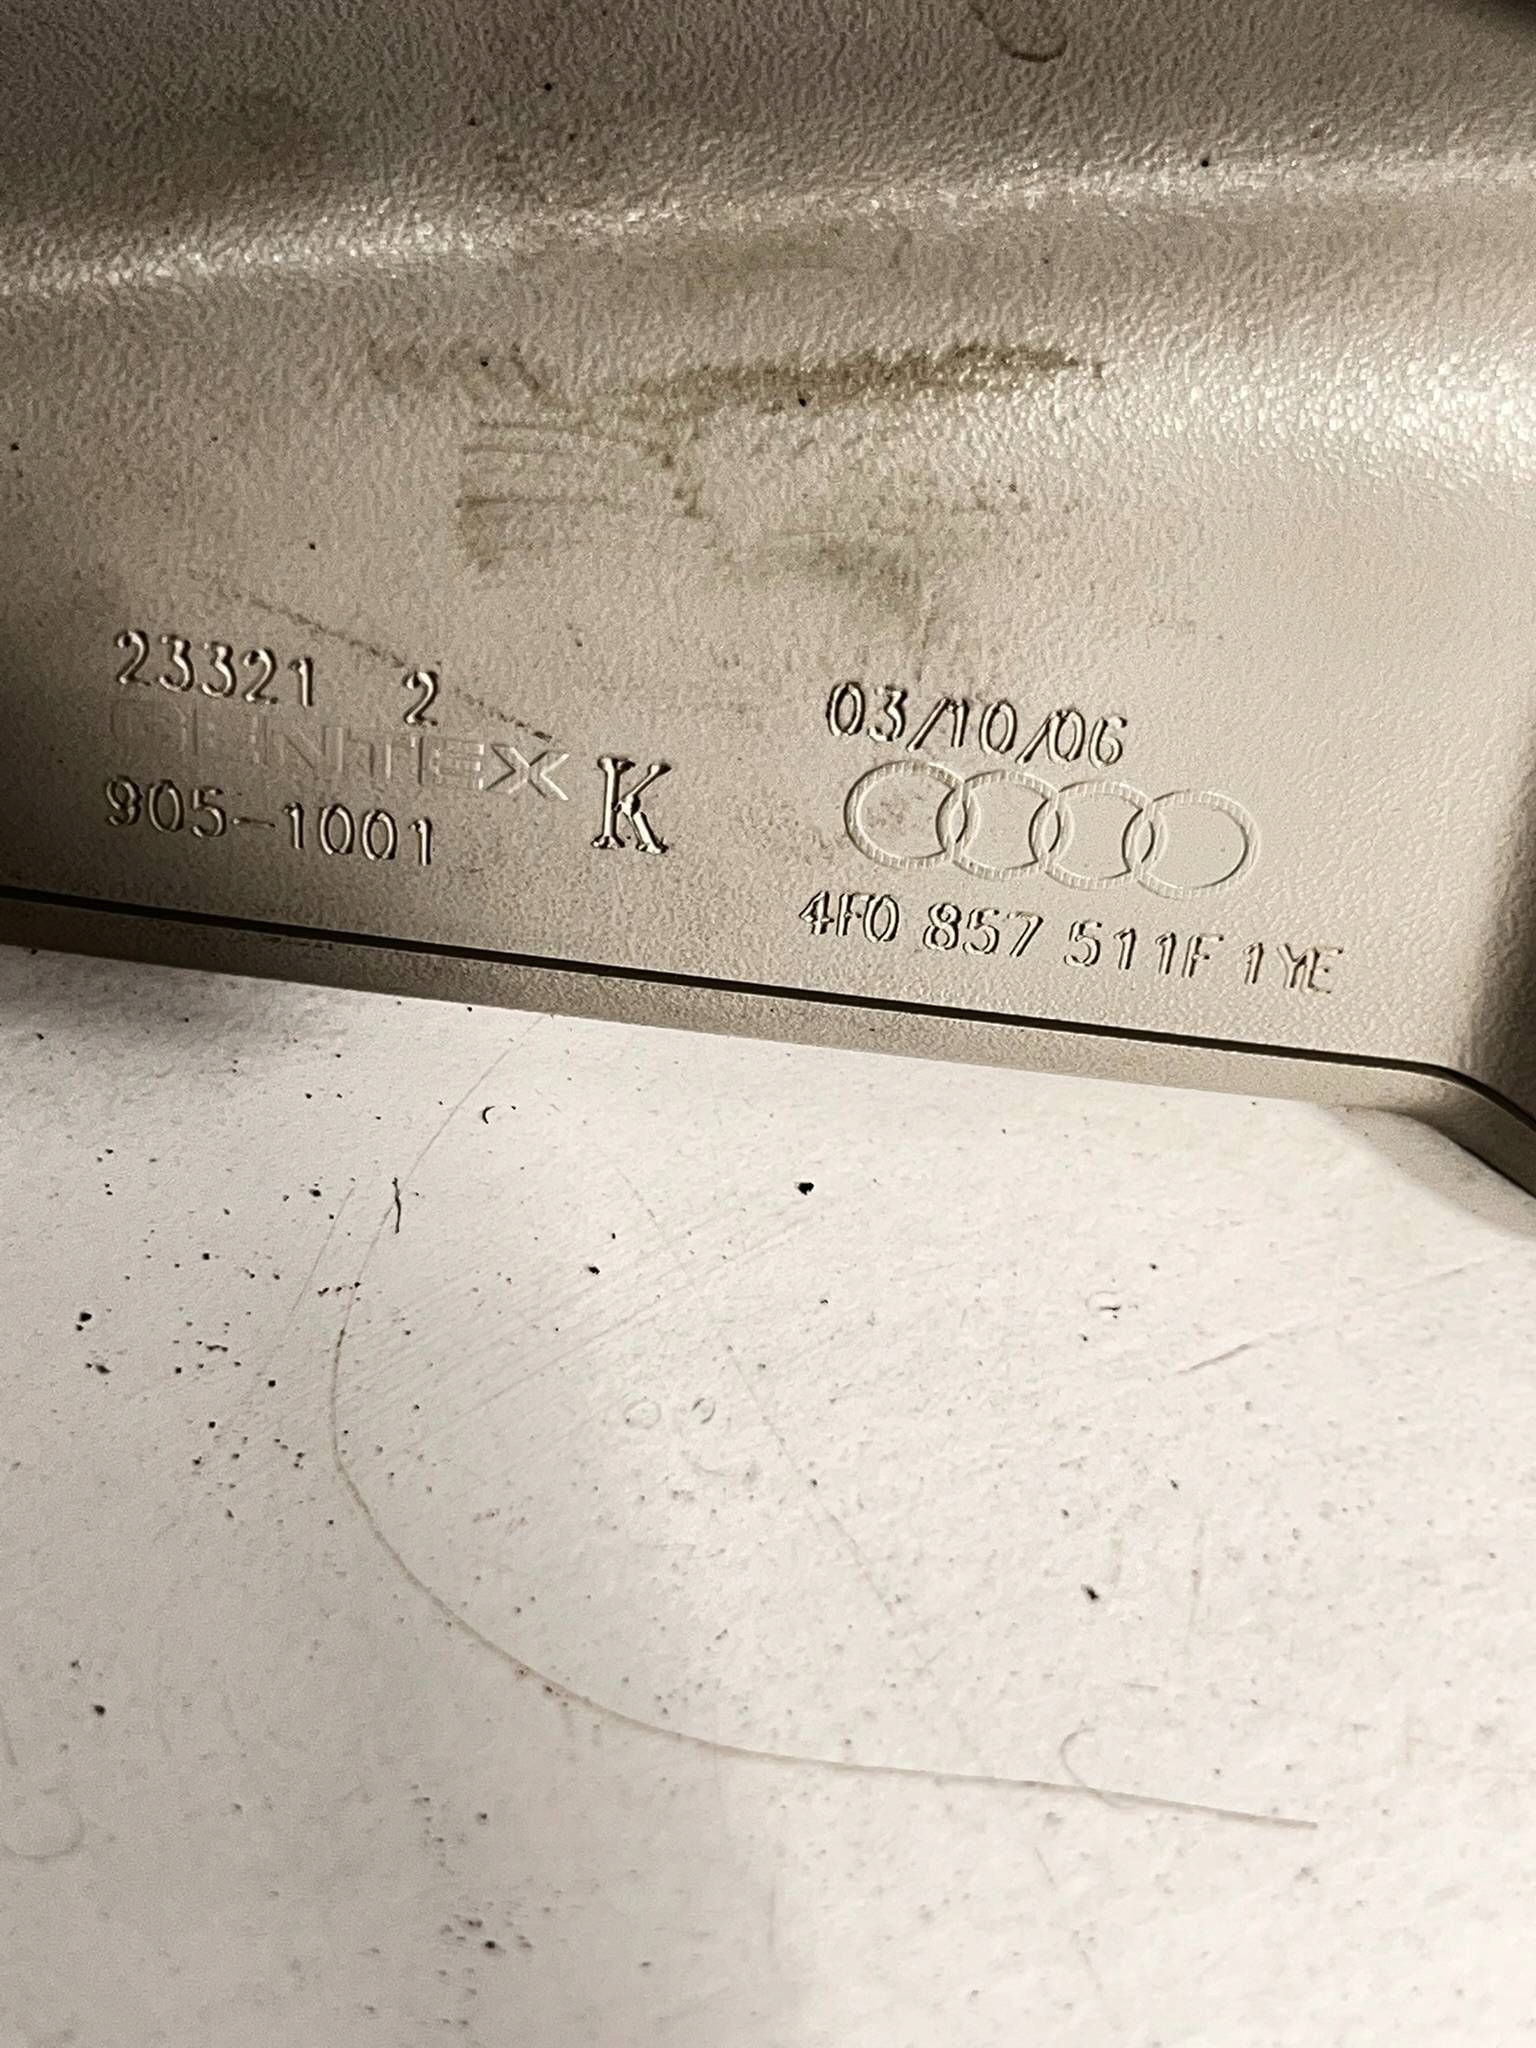 23321 2
GENTEX
905-1001
K
03/10/06
4F0 857 511F 1YE